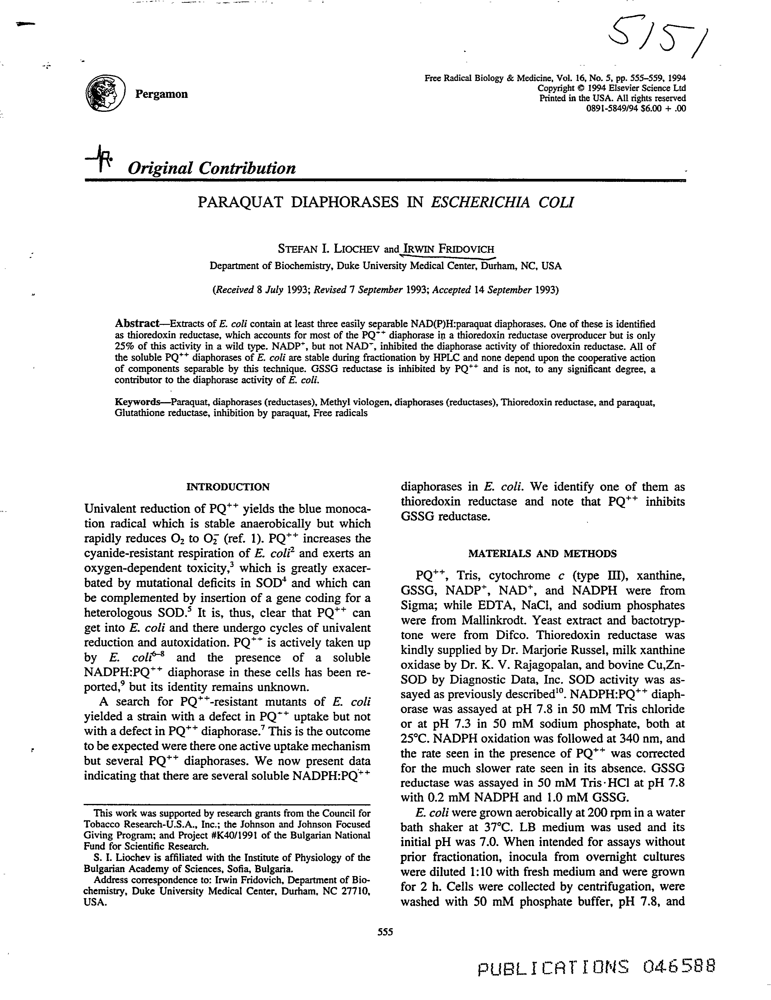 5151
Pergamon
Free Radical Biology & Medicine, Vol. 16, No. 5, pp. 555–559, 1994
Copyright © 1994 Elsevier Science Ltd
Printed in the USA. All rights reserved
0891-5849/94 $6.00 + .00
Original Contribution
PARAQUAT DIAPHORASES IN ESCHERICHIA COLI
STEFAN I. LIOCHEV and IRWIN FRIDOVICH
Department of Biochemistry, Duke University Medical Center, Durham, NC, USA
(Received 8 July 1993; Revised 7 September 1993; Accepted 14 September 1993)
Abstract—Extracts of E. coli contain at least three easily separable NAD(P)H:paraquat diaphorases. One of these is identified
as thioredoxin reductase, which accounts for most of the PQ⁺⁺ diaphorase in a thioredoxin reductase overproducer but is only
25% of this activity in a wild type. NADP⁺, but not NAD⁻, inhibited the diaphorase activity of thioredoxin reductase. All of
the soluble PQ⁺⁺ diaphorases of E. coli are stable during fractionation by HPLC and none depend upon the cooperative action
of components separable by this technique. GSSG reductase is inhibited by PQ⁺⁺ and is not, to any significant degree, a
contributor to the diaphorase activity of E. coli.
Keywords—Paraquat, diaphorases (reductases), Methyl viologen, diaphorases (reductases), Thioredoxin reductase, and paraquat,
Glutathione reductase, inhibition by paraquat, Free radicals
INTRODUCTION
Univalent reduction of PQ⁺⁺ yields the blue monoca-
tion radical which is stable anaerobically but which
rapidly reduces O₂ to O₂⁻ (ref. 1). PQ⁺⁺ increases the
cyanide-resistant respiration of E. coli² and exerts an
oxygen-dependent toxicity,³ which is greatly exacer-
bated by mutational deficits in SOD⁴ and which can
be complemented by insertion of a gene coding for a
heterologous SOD.⁵ It is, thus, clear that PQ⁺⁺ can
get into E. coli and there undergo cycles of univalent
reduction and autoxidation. PQ⁺⁺ is actively taken up
by E. coli⁶⁻⁸ and the presence of a soluble
NADPH:PQ⁺⁺ diaphorase in these cells has been re-
ported,⁹ but its identity remains unknown.
A search for PQ⁺⁺-resistant mutants of E. coli
yielded a strain with a defect in PQ⁺⁺ uptake but not
with a defect in PQ⁺⁺ diaphorase.⁷ This is the outcome
to be expected were there one active uptake mechanism
but several PQ⁺⁺ diaphorases. We now present data
indicating that there are several soluble NADPH:PQ⁺⁺
This work was supported by research grants from the Council for
Tobacco Research-U.S.A., Inc.; the Johnson and Johnson Focused
Giving Program; and Project #K40/1991 of the Bulgarian National
Fund for Scientific Research.
S. I. Liochev is affiliated with the Institute of Physiology of the
Bulgarian Academy of Sciences, Sofia, Bulgaria.
Address correspondence to: Irwin Fridovich, Department of Bio-
chemistry, Duke University Medical Center, Durham, NC 27710,
USA.
diaphorases in E. coli. We identify one of them as
thioredoxin reductase and note that PQ⁺⁺ inhibits
GSSG reductase.
MATERIALS AND METHODS
PQ⁺⁺, Tris, cytochrome c (type III), xanthine,
GSSG, NADP⁺, NAD⁺, and NADPH were from
Sigma; while EDTA, NaCl, and sodium phosphates
were from Mallinkrodt. Yeast extract and bactotryp-
tone were from Difco. Thioredoxin reductase was
kindly supplied by Dr. Marjorie Russel, milk xanthine
oxidase by Dr. K. V. Rajagopalan, and bovine Cu,Zn-
SOD by Diagnostic Data, Inc. SOD activity was as-
sayed as previously described¹⁰. NADPH:PQ⁺⁺ diaph-
orase was assayed at pH 7.8 in 50 mM Tris chloride
or at pH 7.3 in 50 mM sodium phosphate, both at
25°C. NADPH oxidation was followed at 340 nm, and
the rate seen in the presence of PQ⁺⁺ was corrected
for the much slower rate seen in its absence. GSSG
reductase was assayed in 50 mM Tris·HCl at pH 7.8
with 0.2 mM NADPH and 1.0 mM GSSG.
E. coli were grown aerobically at 200 rpm in a water
bath shaker at 37°C. LB medium was used and its
initial pH was 7.0. When intended for assays without
prior fractionation, inocula from overnight cultures
were diluted 1:10 with fresh medium and were grown
for 2 h. Cells were collected by centrifugation, were
washed with 50 mM phosphate buffer, pH 7.8, and
555
PUBLICATIONS 046588